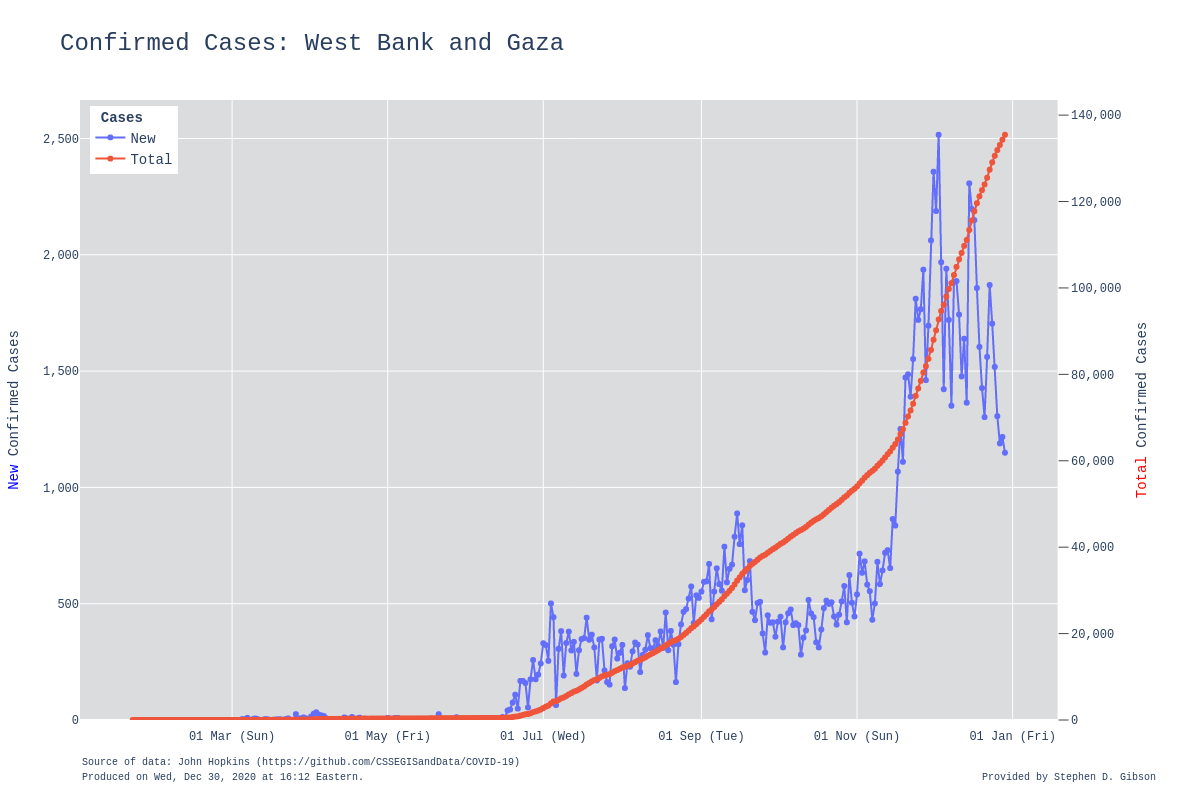 Confirmed Cases: West Bank and Gaza
Cases
New
Total
2,500
2,000
1,500
1,000
500
0
New Confirmed Cases
140,000
120,000
100,000
80,000
60,000
40,000
20,000
0
Total Confirmed Cases
01 Mar (Sun)
01 May (Fri)
01 Jul (Wed)
01 Sep (Tue)
01 Nov (Sun)
01 Jan (Fri)
Source of data: John Hopkins (https://github.com/CSSEGISandData/COVID-19)
Produced on Wed, Dec 30, 2020 at 16:12 Eastern.
Provided by Stephen D. Gibson